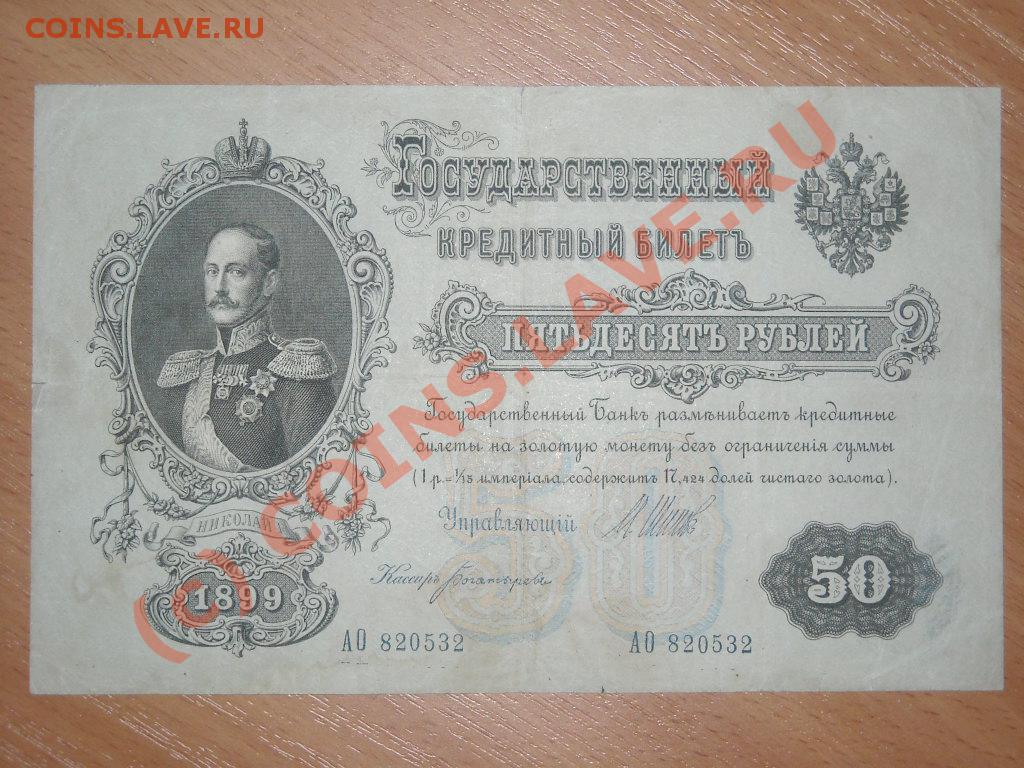 COINS.LAVE.RU
ГОСУДАРСТВЕННЫЙ
КРЕДИТНЫЙ БИЛЕТЪ
ПЯТЬДЕСЯТЪ РУБЛЕЙ
Государственный Банкъ размѣниваетъ кредитные
билеты на золотую монету безъ ограниченія суммы
(1 р.= 1/15 имперіала, содержитъ 17,424 долей чистаго золота).
НИКОЛАЙ I
Управляющій
50
Кассиръ Богатыревъ
1899
50
АО 820532
АО 820532
(c) COINS.LAVE.RU